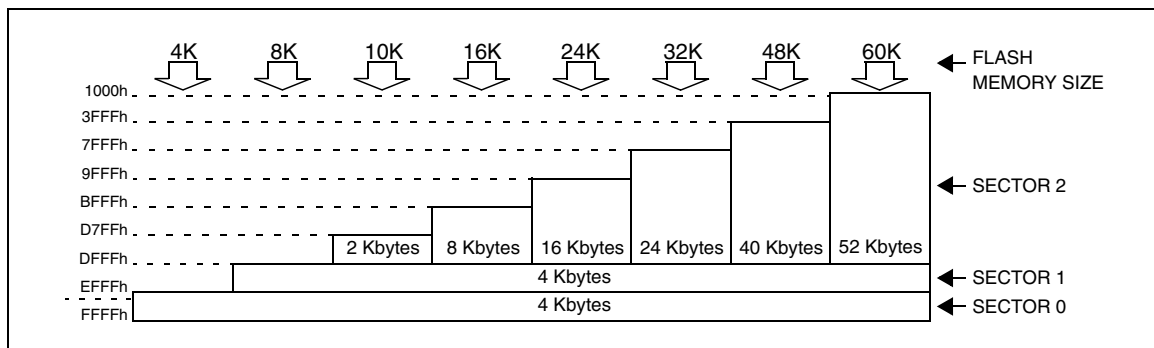 4K 8K 10K 16K 24K 32K 48K 60K FLASH
MEMORY SIZE
1000h
3FFFh
7FFFh
9FFFh
BFFFh SECTOR 2
D7FFh
2 Kbytes 8 Kbytes 16 Kbytes 24 Kbytes 40 Kbytes 52 Kbytes
DFFFh
4 Kbytes SECTOR 1
EFFFh
4 Kbytes SECTOR 0
FFFFh